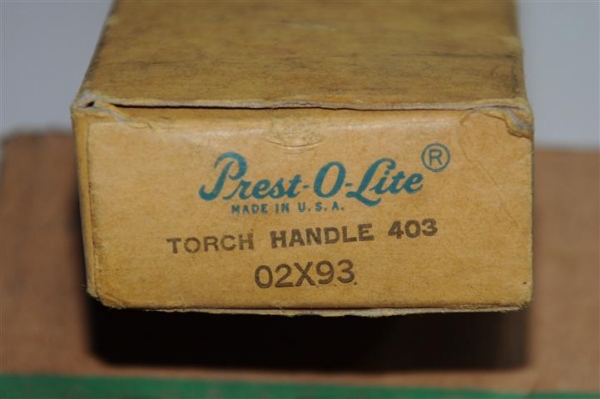 Prest-O-Lite®
MADE IN U.S.A.
TORCH HANDLE 403
02X93